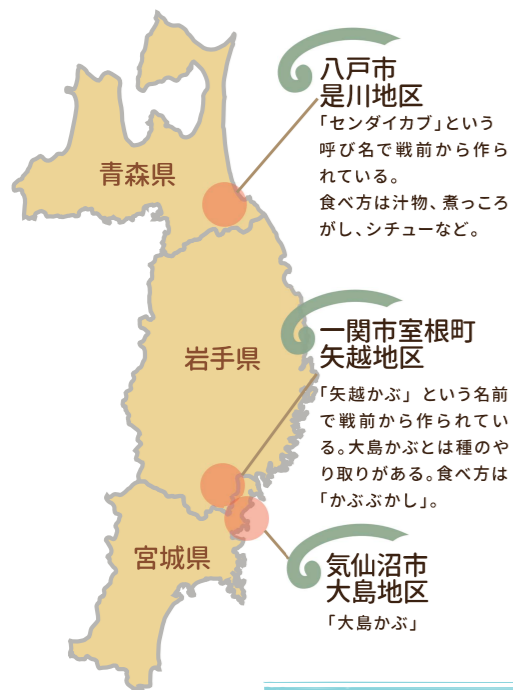 八戸市
是川地区
「センダイカブ」という
呼び名で戦前から作ら
れている。
食べ方は汁物、煮っころ
がし、シチューなど。
青森県
一関市室根町
矢越地区
「矢越かぶ」という名前
で戦前から作られてい
る。大島かぶとは種のや
り取りがある。食べ方は
「かぶぶかし」。
岩手県
気仙沼市
大島地区
「大島かぶ」
宮城県